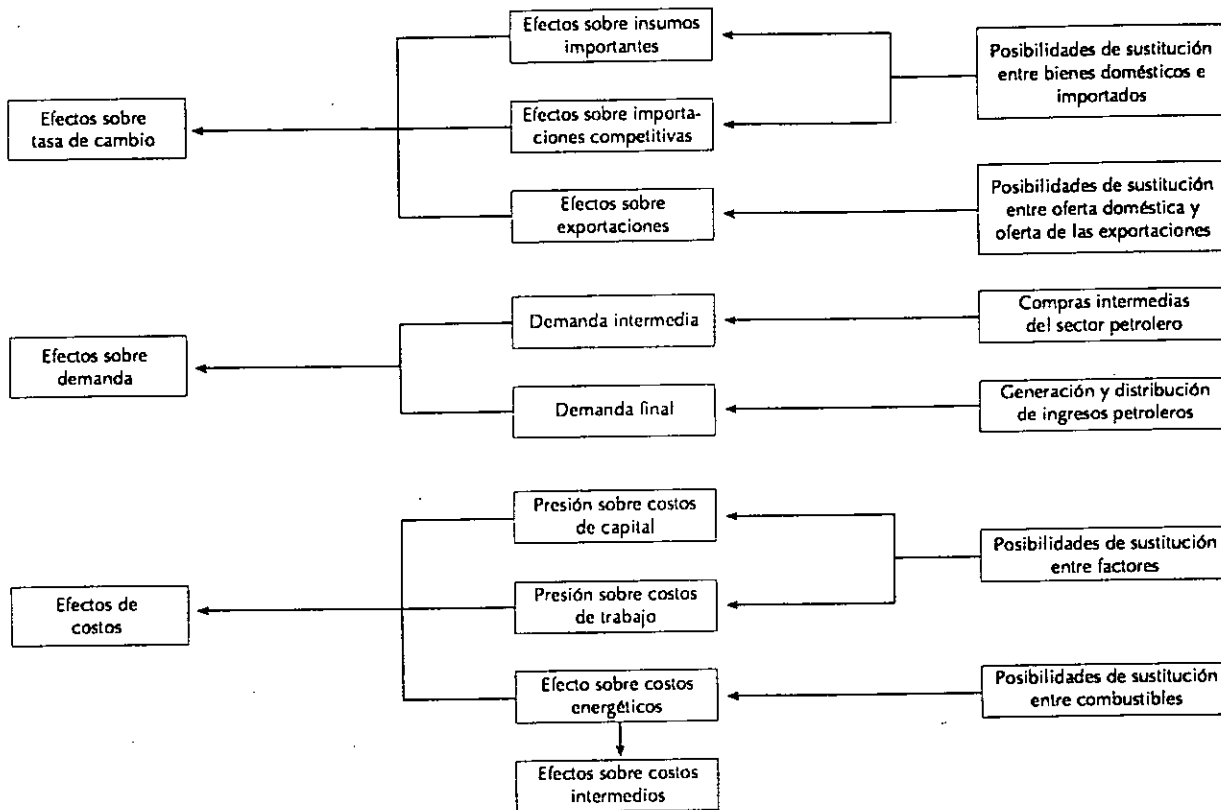 Efectos sobre insumos
importantes
Posibilidades de sustitución
entre bienes domésticos e
importados
Efectos sobre
tasa de cambio
Efectos sobre importa-
ciones competitivas
Efectos sobre
exportaciones
Posibilidades de sustitución
entre oferta doméstica y
oferta de las exportaciones
Demanda intermedia
Compras intermedias
del sector petrolero
Efectos sobre
demanda
Demanda final
Generación y distribución
de ingresos petroleros
Presión sobre costos
de capital
Posibilidades de sustitución
entre factores
Efectos de
costos
Presión sobre costos
de trabajo
Efecto sobre costos
energéticos
Posibilidades de sustitución
entre combustibles
Efectos sobre costos
intermedios